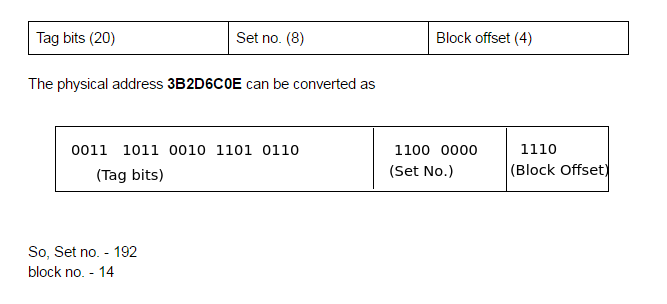 Tag bits (20) Set no. (8) Block offset (4)
The physical address 3B2D6C0E can be converted as
0011 1011 0010 1101 0110 1100 0000 1110
(Tag bits) (Set No.) (Block Offset)
So, Set no. - 192
block no. - 14